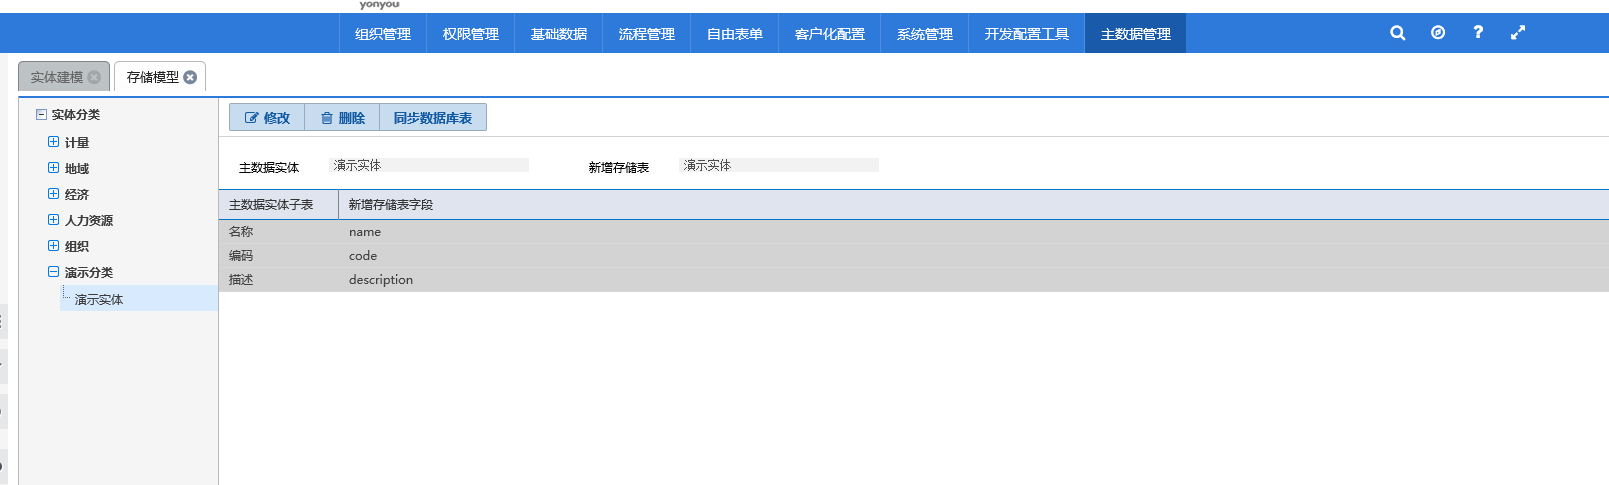 yonyou
组织管理 权限管理 基础数据 流程管理 自由表单 客户化配置 系统管理 开发配置工具 主数据管理
实体建模 存储模型
实体分类
计量
地域
经济
人力资源
组织
演示分类
演示实体
修改 删除 同步数据库表
主数据实体 演示实体 新增存储表 演示实体
主数据实体子表 新增存储表字段
名称 name
编码 code
描述 description